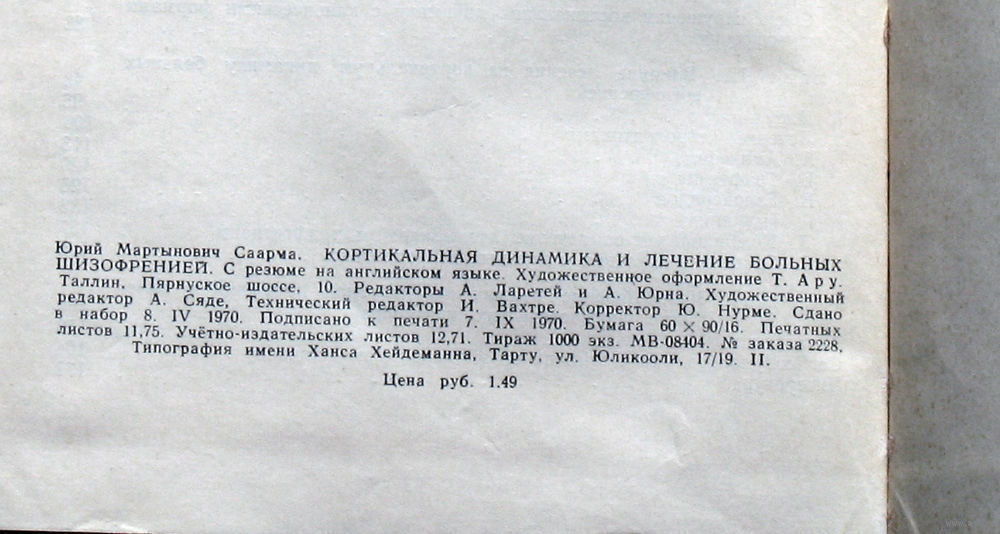 Юрий Мартынович Саарма. КОРТИКАЛЬНАЯ ДИНАМИКА И ЛЕЧЕНИЕ БОЛЬНЫХ
ШИЗОФРЕНИЕЙ. С резюме на английском языке. Художественное оформление Т. Ару.
Таллин, Пярнуское шоссе, 10. Редакторы А. Ларетей и А. Юрна. Художественный
редактор А. Сяде, Технический редактор И. Вахтре. Корректор Ю. Нурме. Сдано
в набор 8. IV 1970. Подписано к печати 7. IX 1970. Бумага 60 × 90/16. Печатных
листов 11,75. Учётно-издательских листов 12,71. Тираж 1000 экз. МВ-08404. № заказа 2228.
Типография имени Ханса Хейдеманна, Тарту, ул. Юликооли, 17/19. II.
Цена руб. 1.49